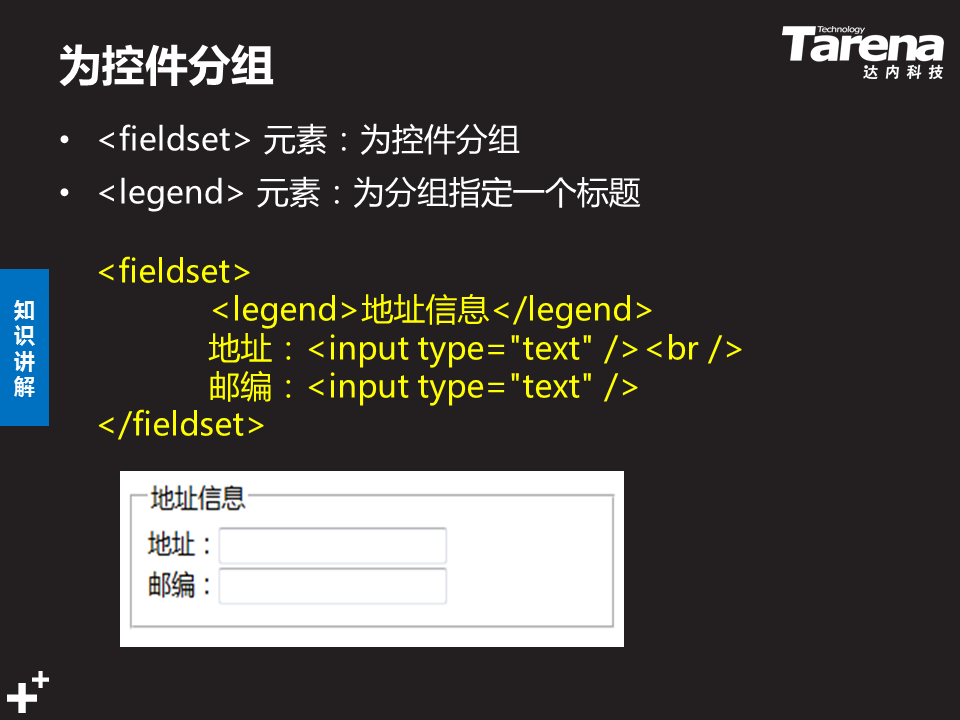 为控件分组
Technology
Tarena
达内科技
• <fieldset> 元素：为控件分组
• <legend> 元素：为分组指定一个标题
<fieldset>
<legend>地址信息</legend>
地址：<input type="text" /><br />
邮编：<input type="text" />
</fieldset>
知
识
讲
解
地址信息
地址：
邮编：